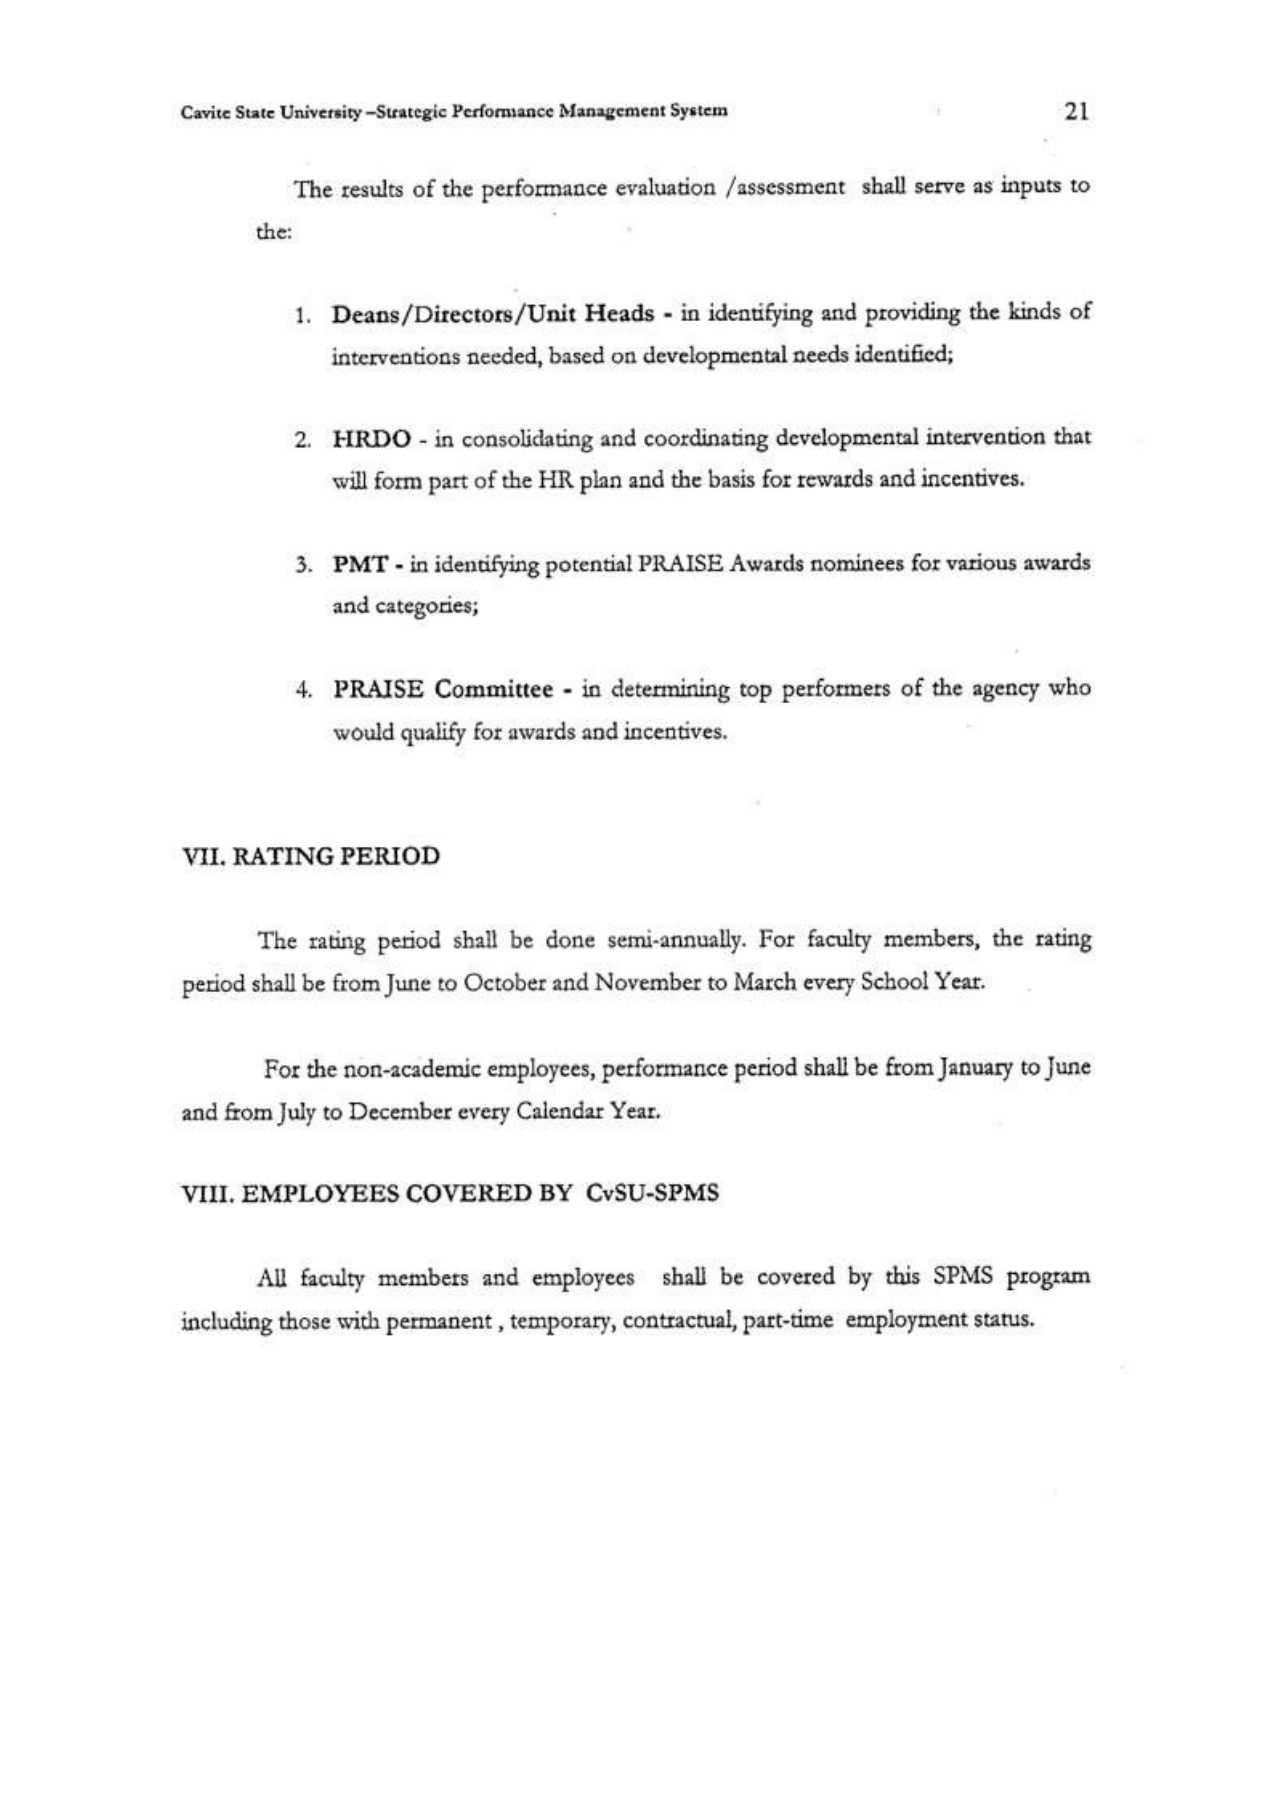 Cavite State University –Strategic Performance Management System 21
The results of the performance evaluation /assessment shall serve as inputs to
the:
1. Deans/Directors/Unit Heads - in identifying and providing the kinds of
interventions needed, based on developmental needs identified;
2. HRDO - in consolidating and coordinating developmental intervention that
will form part of the HR plan and the basis for rewards and incentives.
3. PMT - in identifying potential PRAISE Awards nominees for various awards
and categories;
4. PRAISE Committee - in determining top performers of the agency who
would qualify for awards and incentives.
VII. RATING PERIOD
The rating period shall be done semi-annually. For faculty members, the rating
period shall be from June to October and November to March every School Year.
For the non-academic employees, performance period shall be from January to June
and from July to December every Calendar Year.
VIII. EMPLOYEES COVERED BY CvSU-SPMS
All faculty members and employees shall be covered by this SPMS program
including those with permanent , temporary, contractual, part-time employment status.